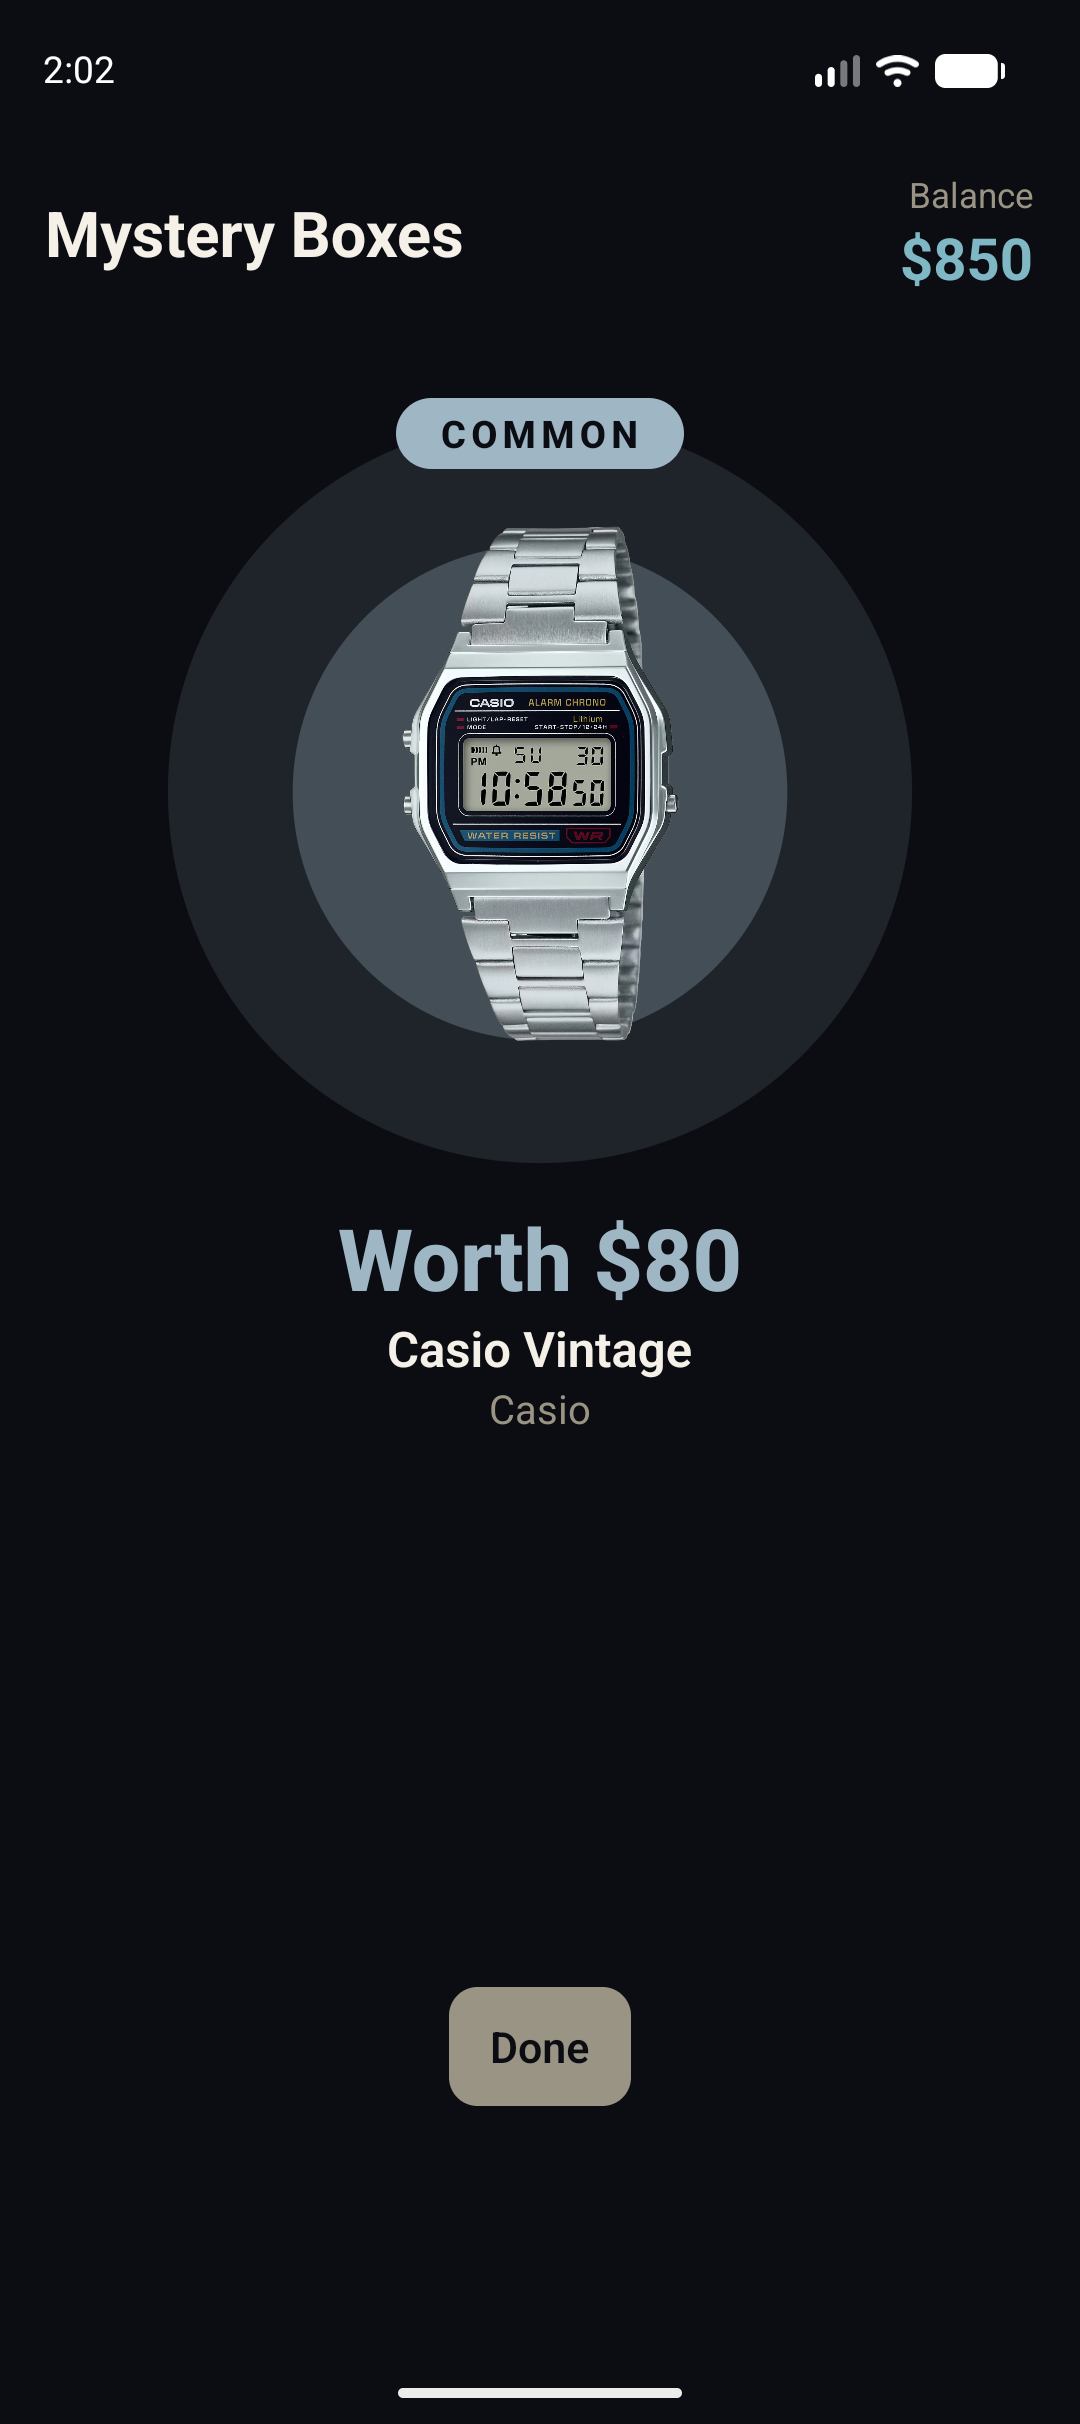 2:02
Mystery Boxes
Balance
$850
COMMON
CASIO ALARM CHRONO
LIGHT/LAP-RESET Lithium
MODE START-STOP/12·24H
PM SU 30
10:58 50
WATER RESIST WR
Worth $80
Casio Vintage
Casio
Done